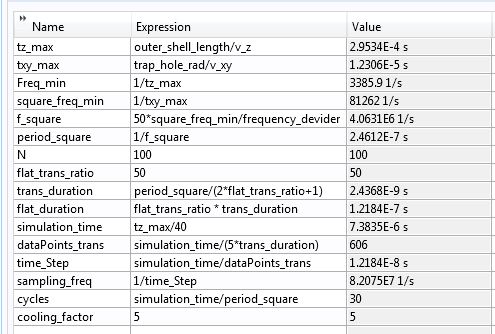 Name Expression Value
tz_max outer_shell_length/v_z 2.9534E-4 s
txy_max trap_hole_rad/v_xy 1.2306E-5 s
Freq_min 1/tz_max 3385.9 1/s
square_freq_min 1/txy_max 81262 1/s
f_square 50*square_freq_min/frequency_devider 4.0631E6 1/s
period_square 1/f_square 2.4612E-7 s
N 100 100
flat_trans_ratio 50 50
trans_duration period_square/(2*flat_trans_ratio+1) 2.4368E-9 s
flat_duration flat_trans_ratio * trans_duration 1.2184E-7 s
simulation_time tz_max/40 7.3835E-6 s
dataPoints_trans simulation_time/(5*trans_duration) 606
time_Step simulation_time/dataPoints_trans 1.2184E-8 s
sampling_freq 1/time_Step 8.2075E7 1/s
cycles simulation_time/period_square 30
cooling_factor 5 5